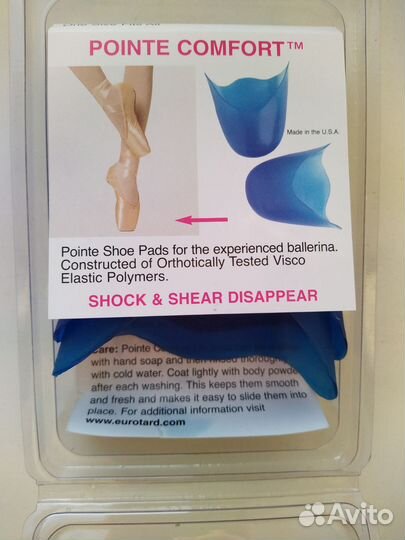 POINTE COMFORT™
Made in the U.S.A.
Pointe Shoe Pads for the experienced ballerina.
Constructed of Orthotically Tested Visco
Elastic Polymers.
SHOCK & SHEAR DISAPPEAR
Care: Pointe
with hand soap and then rinsed thoroughly
with cold water. Coat lightly with body powde
after each washing. This keeps them smooth
and fresh and makes it easy to slide them into
place. For additional information visit
www.eurotard.com
Avito